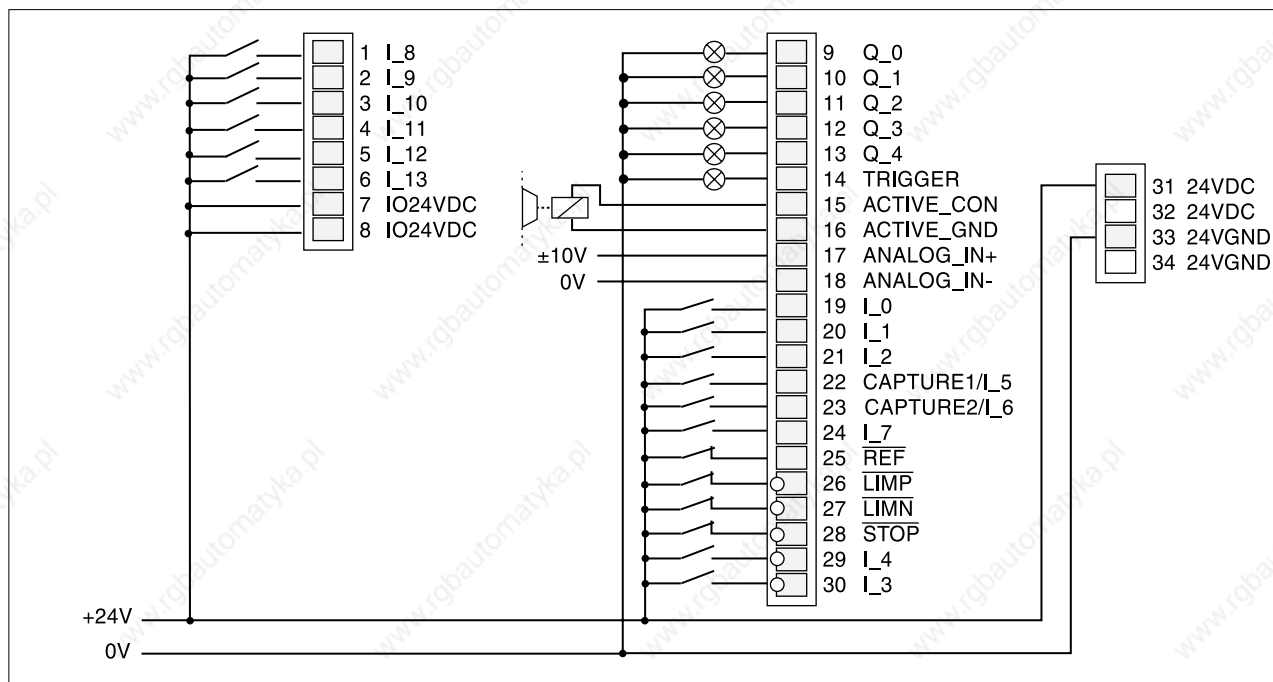 1 I_8
2 I_9
3 I_10
4 I_11
5 I_12
6 I_13
7 IO24VDC
8 IO24VDC
9 Q_0
10 Q_1
11 Q_2
12 Q_3
13 Q_4
14 TRIGGER
15 ACTIVE_CON
16 ACTIVE_GND
±10V 17 ANALOG_IN+
0V 18 ANALOG_IN-
19 I_0
20 I_1
21 I_2
22 CAPTURE1/I_5
23 CAPTURE2/I_6
24 I_7
25 REF
26 LIMP
27 LIMN
28 STOP
29 I_4
30 I_3
31 24VDC
32 24VDC
33 24VGND
34 24VGND
+24V
0V
www.rgbautomatyka.pl